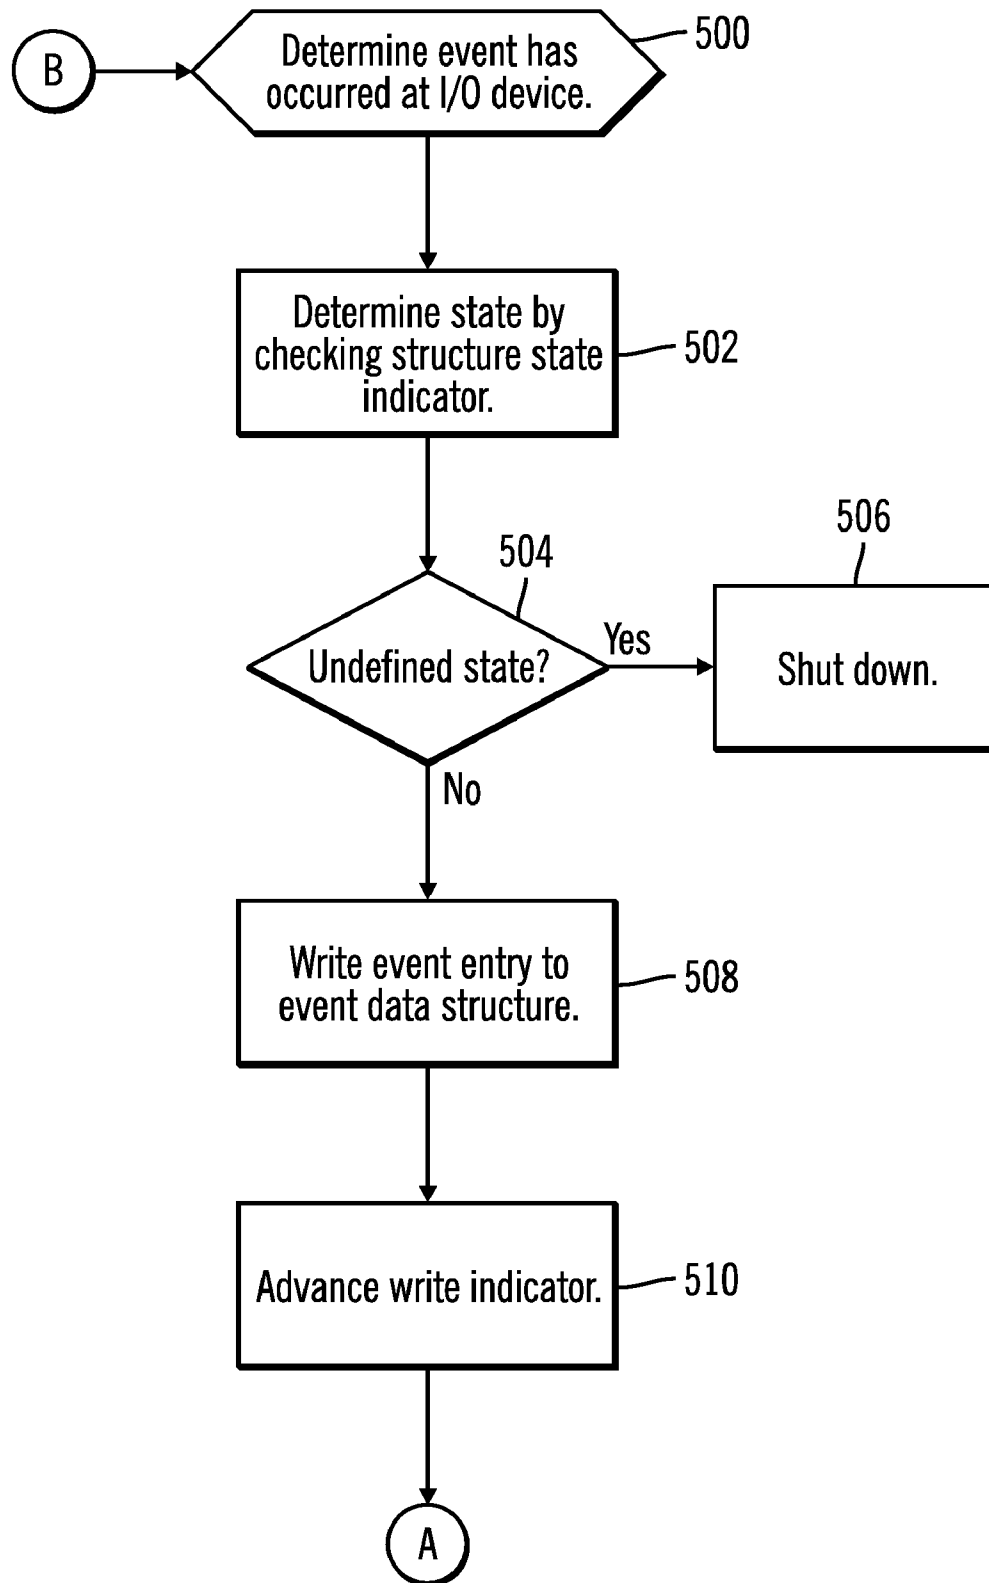 B
Determine event has
occurred at I/O device.
500
Determine state by
checking structure state
indicator.
502
504
Undefined state?
Yes
506
Shut down.
No
Write event entry to
event data structure.
508
Advance write indicator.
510
A